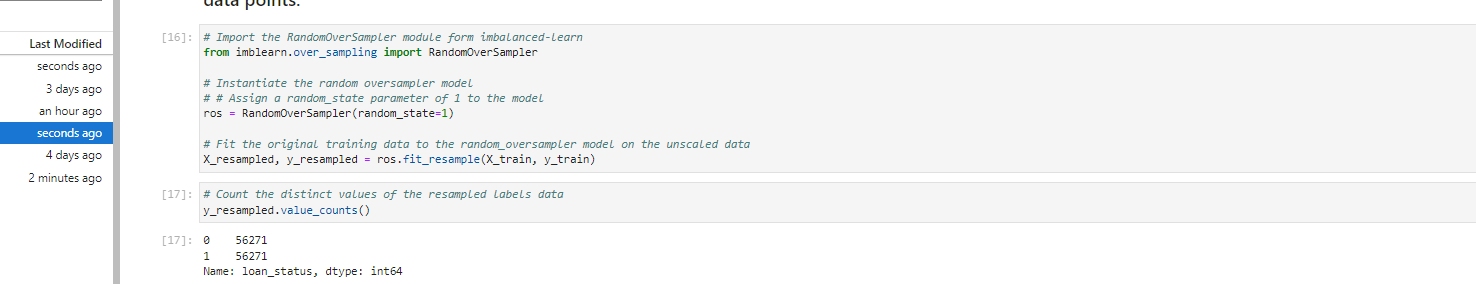 data points.
Last Modified
seconds ago
3 days ago
an hour ago
seconds ago
4 days ago
2 minutes ago
[16]:
# Import the RandomOverSampler module form imbalanced-learn
from imblearn.over_sampling import RandomOverSampler
# Instantiate the random oversampler model
# # Assign a random_state parameter of 1 to the model
ros = RandomOverSampler(random_state=1)
# Fit the original training data to the random_oversampler model on the unscaled data
X_resampled, y_resampled = ros.fit_resample(X_train, y_train)
[17]:
# Count the distinct values of the resampled labels data
y_resampled.value_counts()
[17]:
0    56271
1    56271
Name: loan_status, dtype: int64